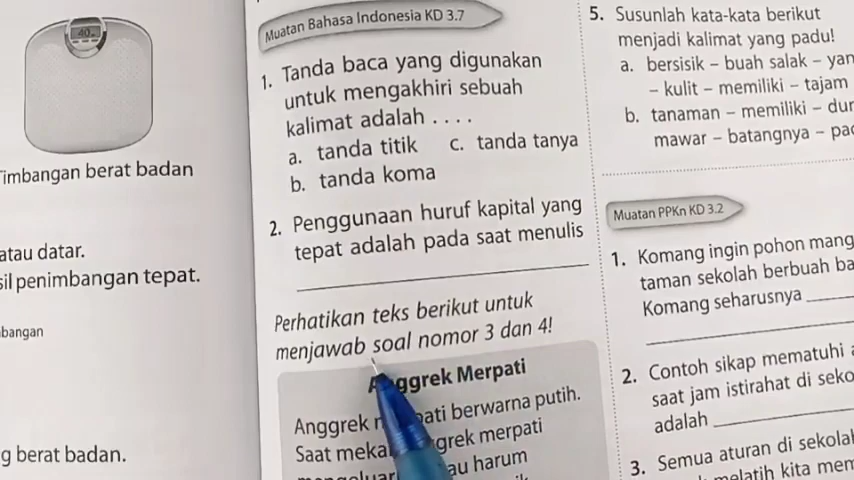 40
Timbangan berat badan
atau datar.
sil penimbangan tepat.
bangan
g berat badan.
Muatan Bahasa Indonesia KD 3.7
1. Tanda baca yang digunakan
untuk mengakhiri sebuah
kalimat adalah . . . .
a. tanda titik c. tanda tanya
b. tanda koma
2. Penggunaan huruf kapital yang
tepat adalah pada saat menulis
Perhatikan teks berikut untuk
menjawab soal nomor 3 dan 4!
Anggrek Merpati
Anggrek pati berwarna putih.
Saat meka grek merpati
au harum
5. Susunlah kata-kata berikut
menjadi kalimat yang padu!
a. bersisik – buah salak – yan
– kulit – memiliki – tajam
b. tanaman – memiliki – dur
mawar – batangnya – pad
Muatan PPKn KD 3.2
1. Komang ingin pohon mang
taman sekolah berbuah ba
Komang seharusnya
2. Contoh sikap mematuhi a
saat jam istirahat di seko
adalah
3. Semua aturan di sekolah
melatih kita mem